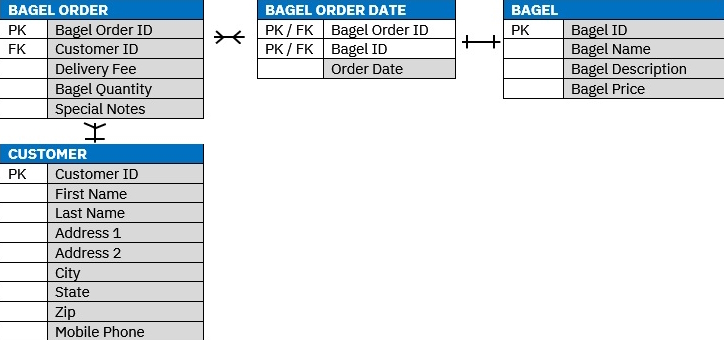 BAGEL ORDER
PK Bagel Order ID
FK Customer ID
Delivery Fee
Bagel Quantity
Special Notes
BAGEL ORDER DATE
PK / FK Bagel Order ID
PK / FK Bagel ID
Order Date
BAGEL
PK Bagel ID
Bagel Name
Bagel Description
Bagel Price
CUSTOMER
PK Customer ID
First Name
Last Name
Address 1
Address 2
City
State
Zip
Mobile Phone